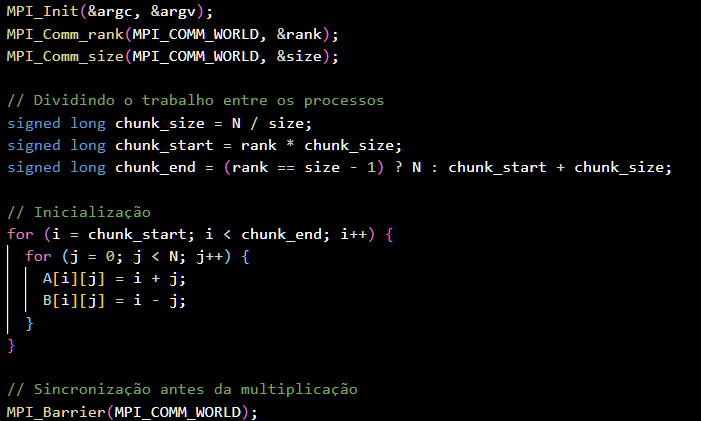 MPI_Init(&argc, &argv);
MPI_Comm_rank(MPI_COMM_WORLD, &rank);
MPI_Comm_size(MPI_COMM_WORLD, &size);

// Dividindo o trabalho entre os processos
signed long chunk_size = N / size;
signed long chunk_start = rank * chunk_size;
signed long chunk_end = (rank == size - 1) ? N : chunk_start + chunk_size;

// Inicialização
for (i = chunk_start; i < chunk_end; i++) {
  for (j = 0; j < N; j++) {
    A[i][j] = i + j;
    B[i][j] = i - j;
  }
}

// Sincronização antes da multiplicação
MPI_Barrier(MPI_COMM_WORLD);